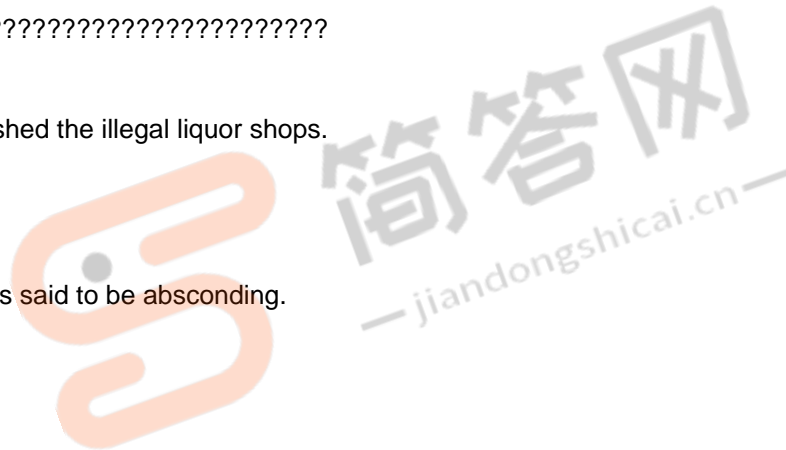 ?????????????????????
shed the illegal liquor shops.
s said to be absconding.
简答网
jiandongshicai.cn